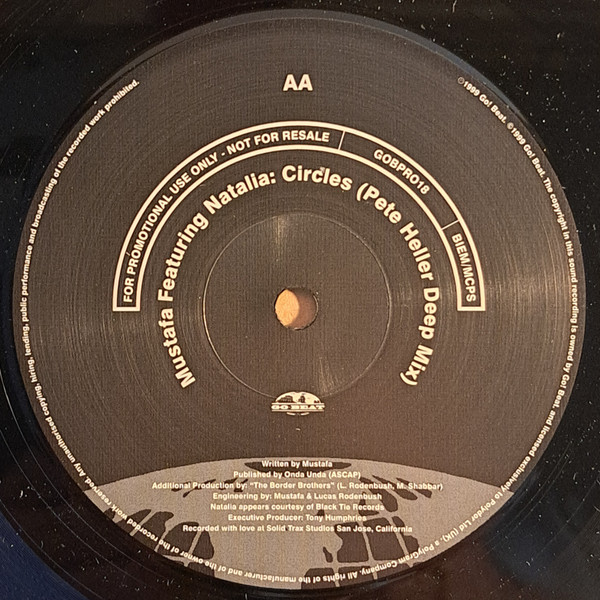 AA
FOR PROMOTIONAL USE ONLY - NOT FOR RESALE
GOBPRO18
BIEM/MCPS
Mustafa Featuring Natalia: Circles (Pete Heller Deep Mix)
GO BEAT
Written by Mustafa
Published by Onda Unda (ASCAP)
Additional Production by: "The Border Brothers" (L. Rodenbush, M. Shabbar)
Engineering by: Mustafa & Lucas Rodenbush
Natalia appears courtesy of Black Tie Records
Executive Producer: Tony Humphries
Recorded with love at Solid Trax Studios San Jose, California
℗1999 Go! Beat. ©1999 Go! Beat. The copyright in this sound recording is owned by Go! Beat and licensed exclusively to Polydor Ltd (UK), a PolyGram Company. All rights of the manufacturer and of the owner of the recorded work reserved. Any unauthorised copying, hiring, lending, public performance and broadcasting of the recorded work prohibited.